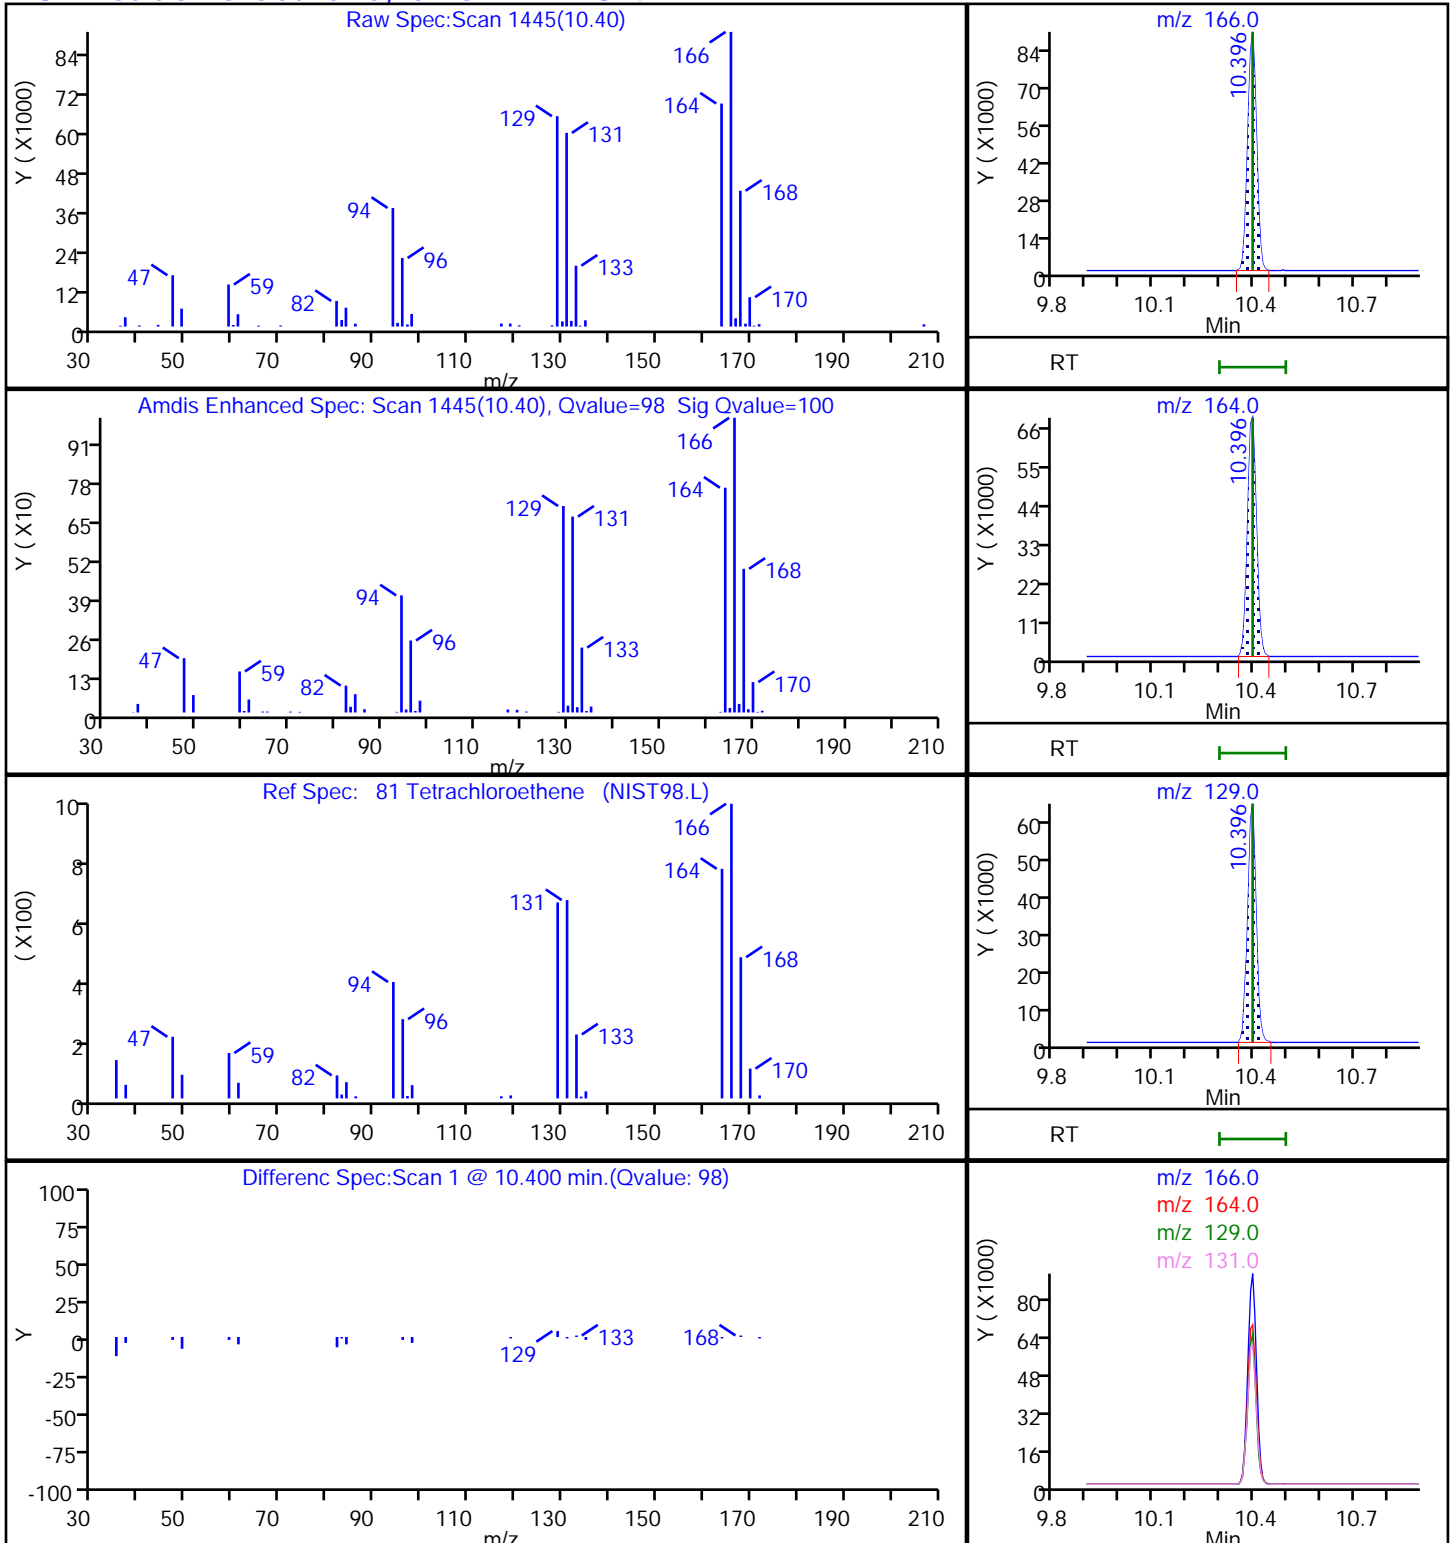 Raw Spec:Scan 1445(10.40)
Y ( X1000)
84
72
60
48
36
24
12
0
47
59
82
94
96
129
131
133
164
166
168
170
30 50 70 90 110 130 150 170 190 210
m/z
m/z 166.0
Y ( X1000)
84
70
56
42
28
14
0
10.396
9.8 10.1 10.4 10.7
Min
RT
Amdis Enhanced Spec: Scan 1445(10.40), Qvalue=98 Sig Qvalue=100
Y ( X10)
91
78
65
52
39
26
13
0
47
59
82
94
96
129
131
133
164
166
168
170
30 50 70 90 110 130 150 170 190 210
m/z
m/z 164.0
Y ( X1000)
66
55
44
33
22
11
0
10.396
9.8 10.1 10.4 10.7
Min
RT
Ref Spec: 81 Tetrachloroethene (NIST98.L)
( X100)
10
8
6
4
2
0
47
59
82
94
96
131
133
164
166
168
170
30 50 70 90 110 130 150 170 190 210
m/z 129.0
Y ( X1000)
60
50
40
30
20
10
0
10.396
9.8 10.1 10.4 10.7
Min
RT
Differenc Spec:Scan 1 @ 10.400 min.(Qvalue: 98)
Y
100
75
50
25
0
-25
-50
-75
-100
129
133
168
30 50 70 90 110 130 150 170 190 210
m/z
m/z 166.0
m/z 164.0
m/z 129.0
m/z 131.0
Y ( X1000)
80
64
48
32
16
0
9.8 10.1 10.4 10.7
Min